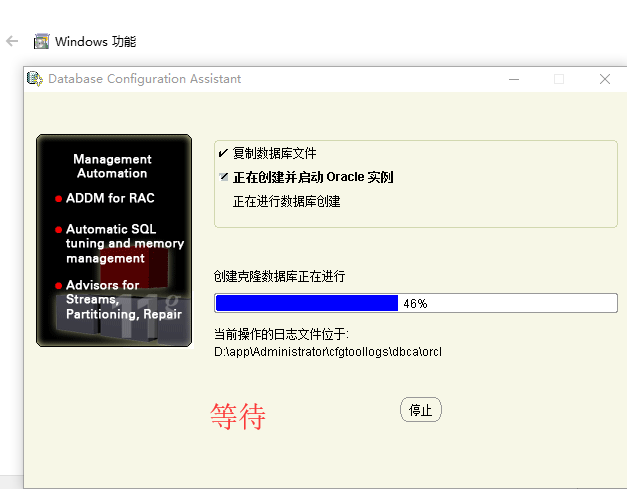 Windows 功能
Database Configuration Assistant
Management
Automation
ADDM for RAC
Automatic SQL
tuning and memory
management
Advisors for
Streams,
Partitioning, Repair
11g
复制数据库文件
正在创建并启动 Oracle 实例
正在进行数据库创建
创建克隆数据库正在进行
46%
当前操作的日志文件位于:
D:\app\Administrator\cfgtoollogs\dbca\orcl
等待
停止